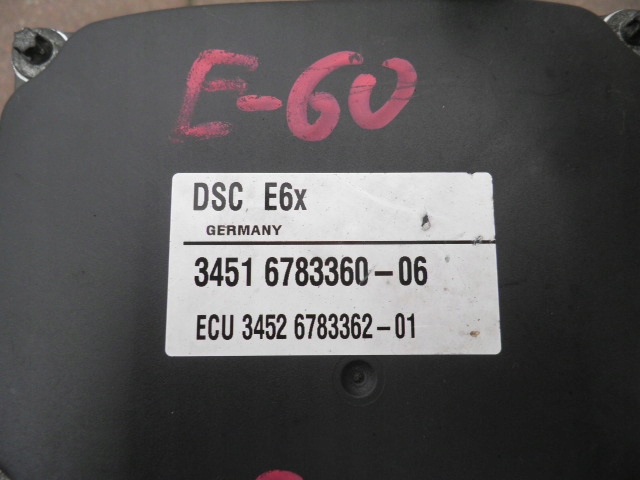 E-60
DSC E6x
GERMANY
3451 6783360-06
ECU 3452 6783362-01